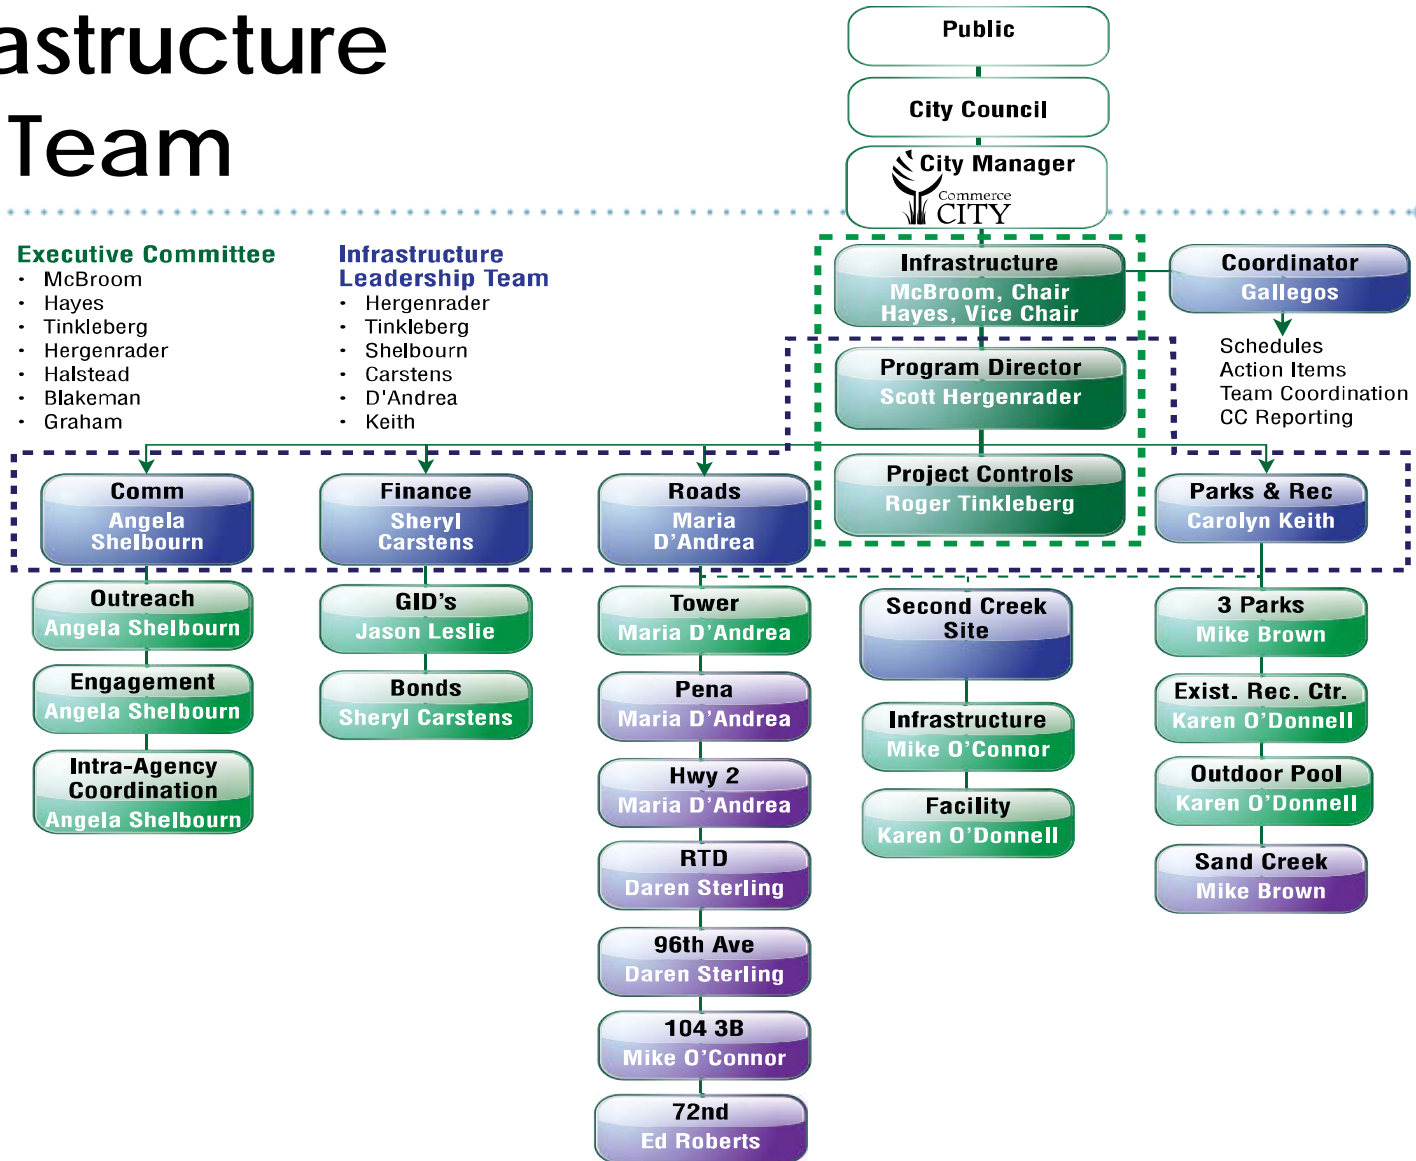 astructure
Team
Public
City Council
City Manager
Commerce
CITY
Executive Committee
· McBroom
· Hayes
· Tinkleberg
· Hergenrader
· Halstead
· Blakeman
· Graham
Infrastructure
Leadership Team
· Hergenrader
· Tinkleberg
· Shelbourn
· Carstens
· D'Andrea
· Keith
Infrastructure
McBroom, Chair
Hayes, Vice Chair
Coordinator
Gallegos
Schedules
Action Items
Team Coordination
CC Reporting
Program Director
Scott Hergenrader
Project Controls
Roger Tinkleberg
Comm
Angela
Shelbourn
Finance
Sheryl
Carstens
Roads
Maria
D’Andrea
Parks & Rec
Carolyn Keith
Outreach
Angela Shelbourn
Engagement
Angela Shelbourn
Intra-Agency
Coordination
Angela Shelbourn
GID’s
Jason Leslie
Bonds
Sheryl Carstens
Tower
Maria D’Andrea
Pena
Maria D’Andrea
Hwy 2
Maria D’Andrea
RTD
Daren Sterling
96th Ave
Daren Sterling
104 3B
Mike O’Connor
72nd
Ed Roberts
Second Creek
Site
Infrastructure
Mike O’Connor
Facility
Karen O’Donnell
3 Parks
Mike Brown
Exist. Rec. Ctr.
Karen O’Donnell
Outdoor Pool
Karen O’Donnell
Sand Creek
Mike Brown